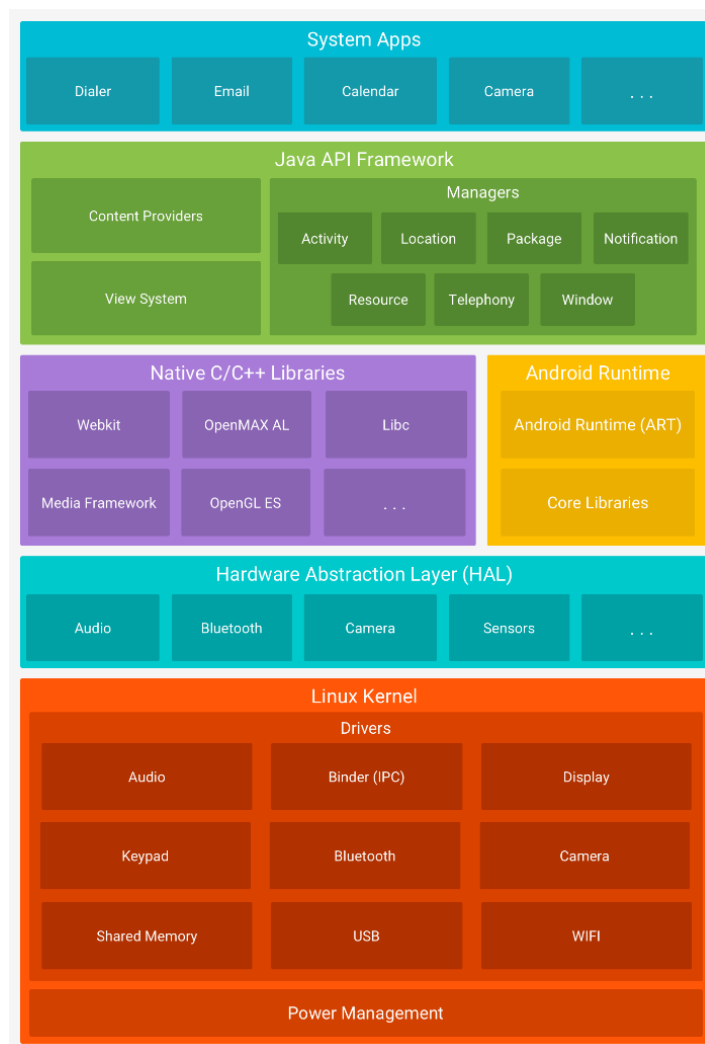 System Apps
Dialer
Email
Calendar
Camera
. . .
Java API Framework
Content Providers
View System
Managers
Activity
Location
Package
Notification
Resource
Telephony
Window
Native C/C++ Libraries
Webkit
OpenMAX AL
Libc
Media Framework
OpenGL ES
. . .
Android Runtime
Android Runtime (ART)
Core Libraries
Hardware Abstraction Layer (HAL)
Audio
Bluetooth
Camera
Sensors
. . .
Linux Kernel
Drivers
Audio
Binder (IPC)
Display
Keypad
Bluetooth
Camera
Shared Memory
USB
WIFI
Power Management